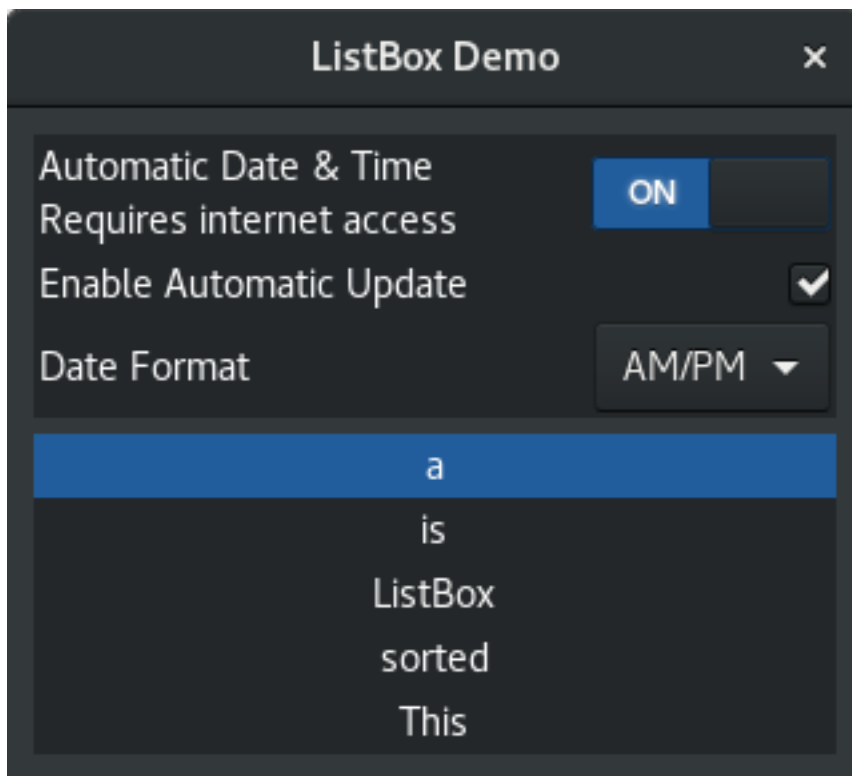 ListBox Demo
Automatic Date & Time
Requires internet access
ON
Enable Automatic Update
Date Format
AM/PM
a
is
ListBox
sorted
This